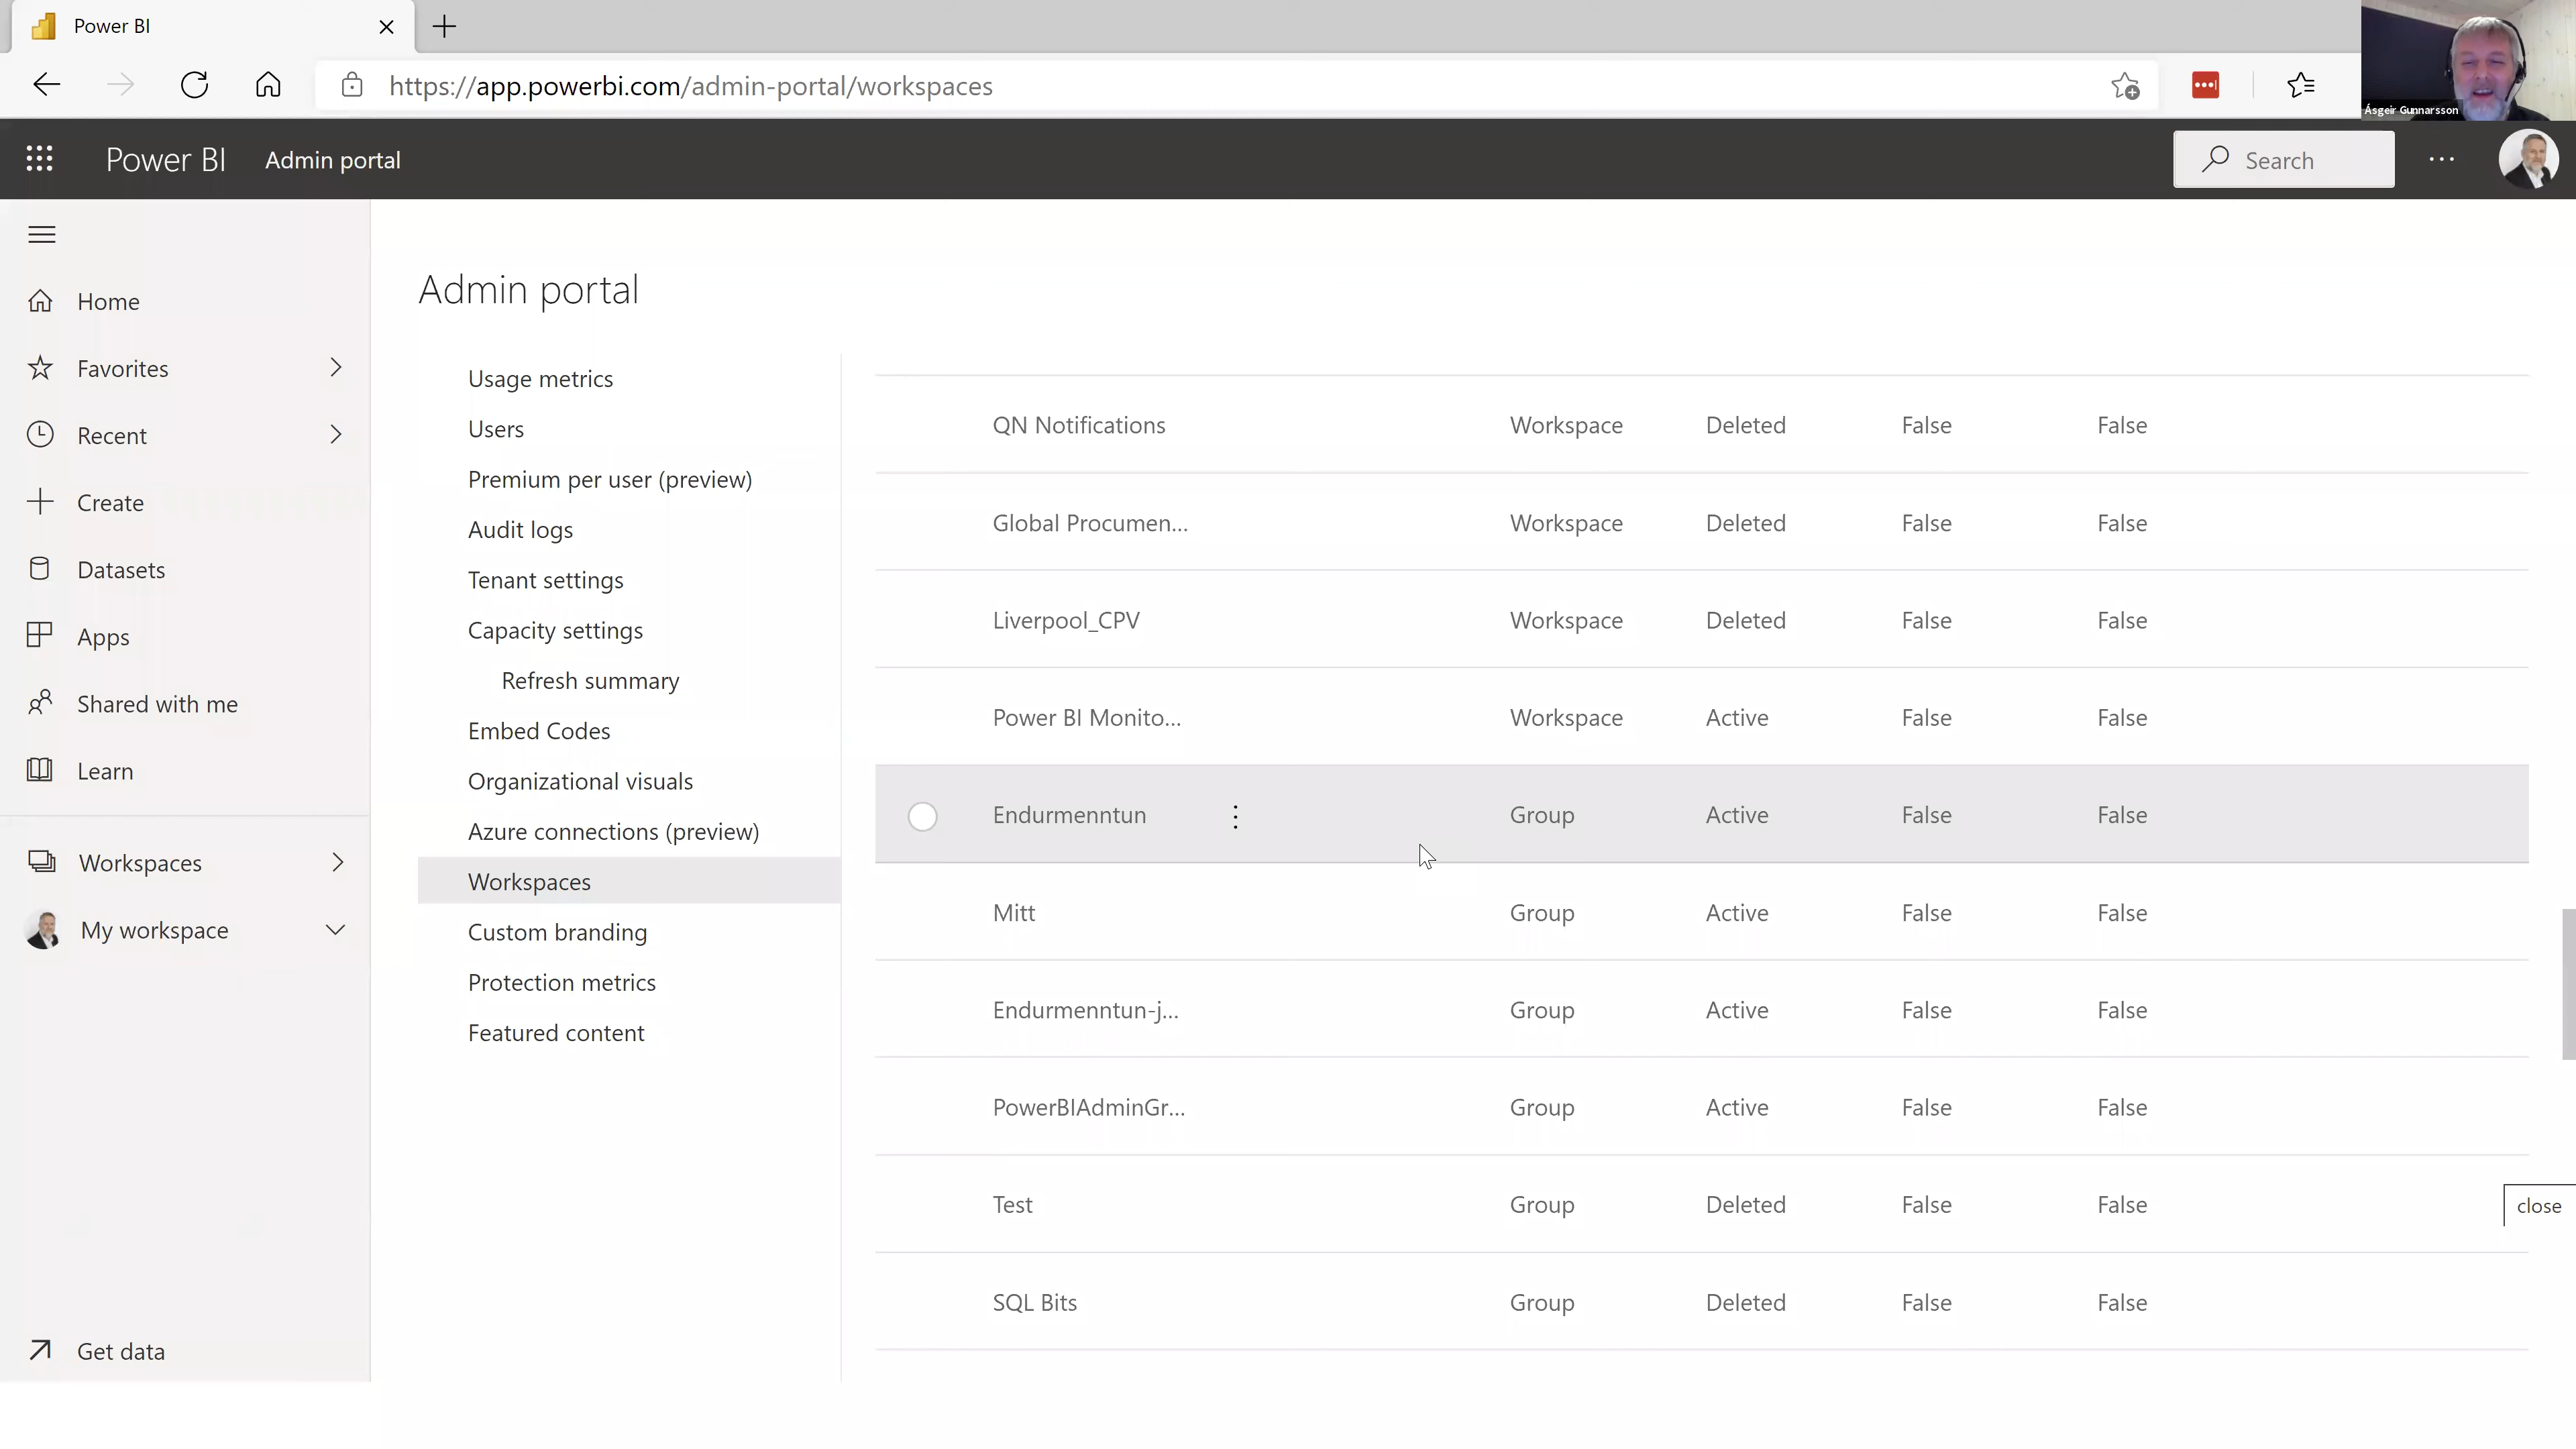 Power BI
https://app.powerbi.com/admin-portal/workspaces
Ásgeir Gunnarsson
Power BI Admin portal Search
Home
Favorites
Recent
Create
Datasets
Apps
Shared with me
Learn
Workspaces
My workspace
Get data
Admin portal
Usage metrics
Users
Premium per user (preview)
Audit logs
Tenant settings
Capacity settings
Refresh summary
Embed Codes
Organizational visuals
Azure connections (preview)
Workspaces
Custom branding
Protection metrics
Featured content
QN Notifications Workspace Deleted False False
Global Procumen... Workspace Deleted False False
Liverpool_CPV Workspace Deleted False False
Power BI Monito... Workspace Active False False
Endurmenntun Group Active False False
Mitt Group Active False False
Endurmenntun-j... Group Active False False
PowerBIAdminGr... Group Active False False
Test Group Deleted False False
SQL Bits Group Deleted False False
close